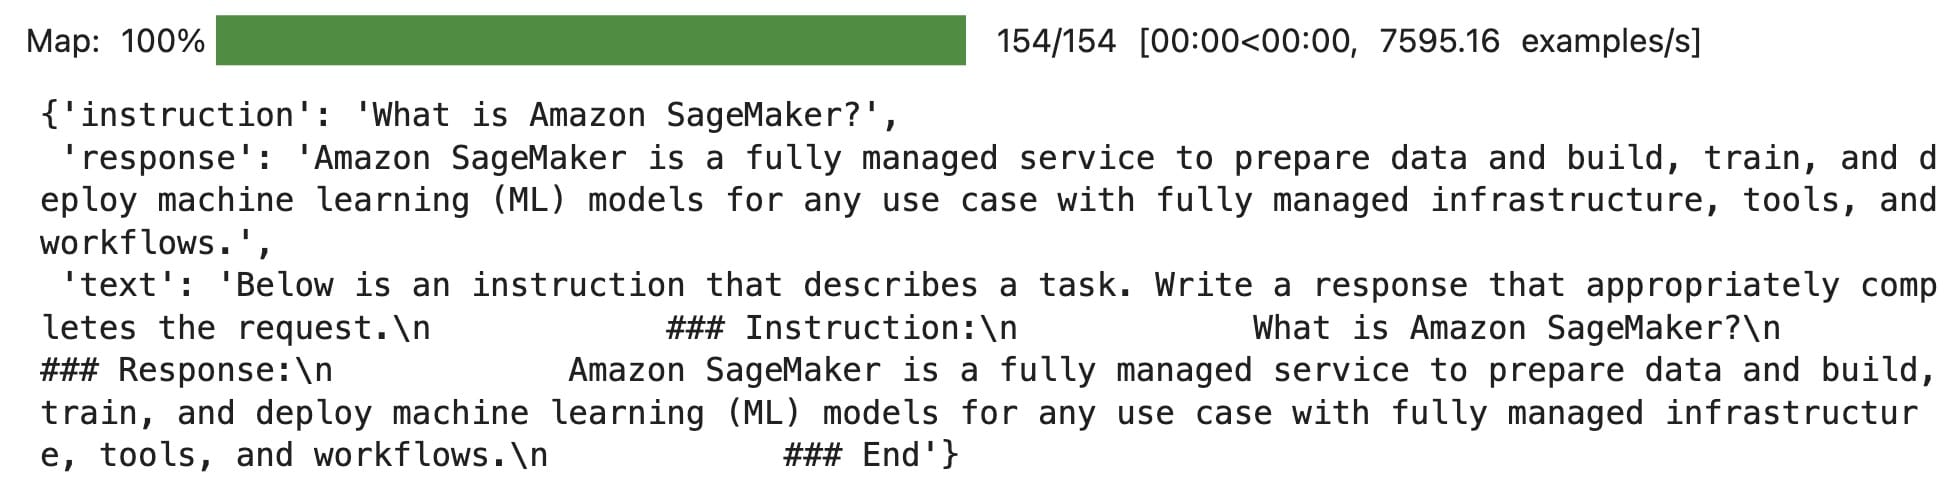 Map: 100% 154/154 [00:00<00:00, 7595.16 examples/s]
{'instruction': 'What is Amazon SageMaker?',
 'response': 'Amazon SageMaker is a fully managed service to prepare data and build, train, and d
eploy machine learning (ML) models for any use case with fully managed infrastructure, tools, and
workflows.',
 'text': 'Below is an instruction that describes a task. Write a response that appropriately comp
letes the request.\n            ### Instruction:\n            What is Amazon SageMaker?\n
### Response:\n            Amazon SageMaker is a fully managed service to prepare data and build,
train, and deploy machine learning (ML) models for any use case with fully managed infrastructur
e, tools, and workflows.\n            ### End'}